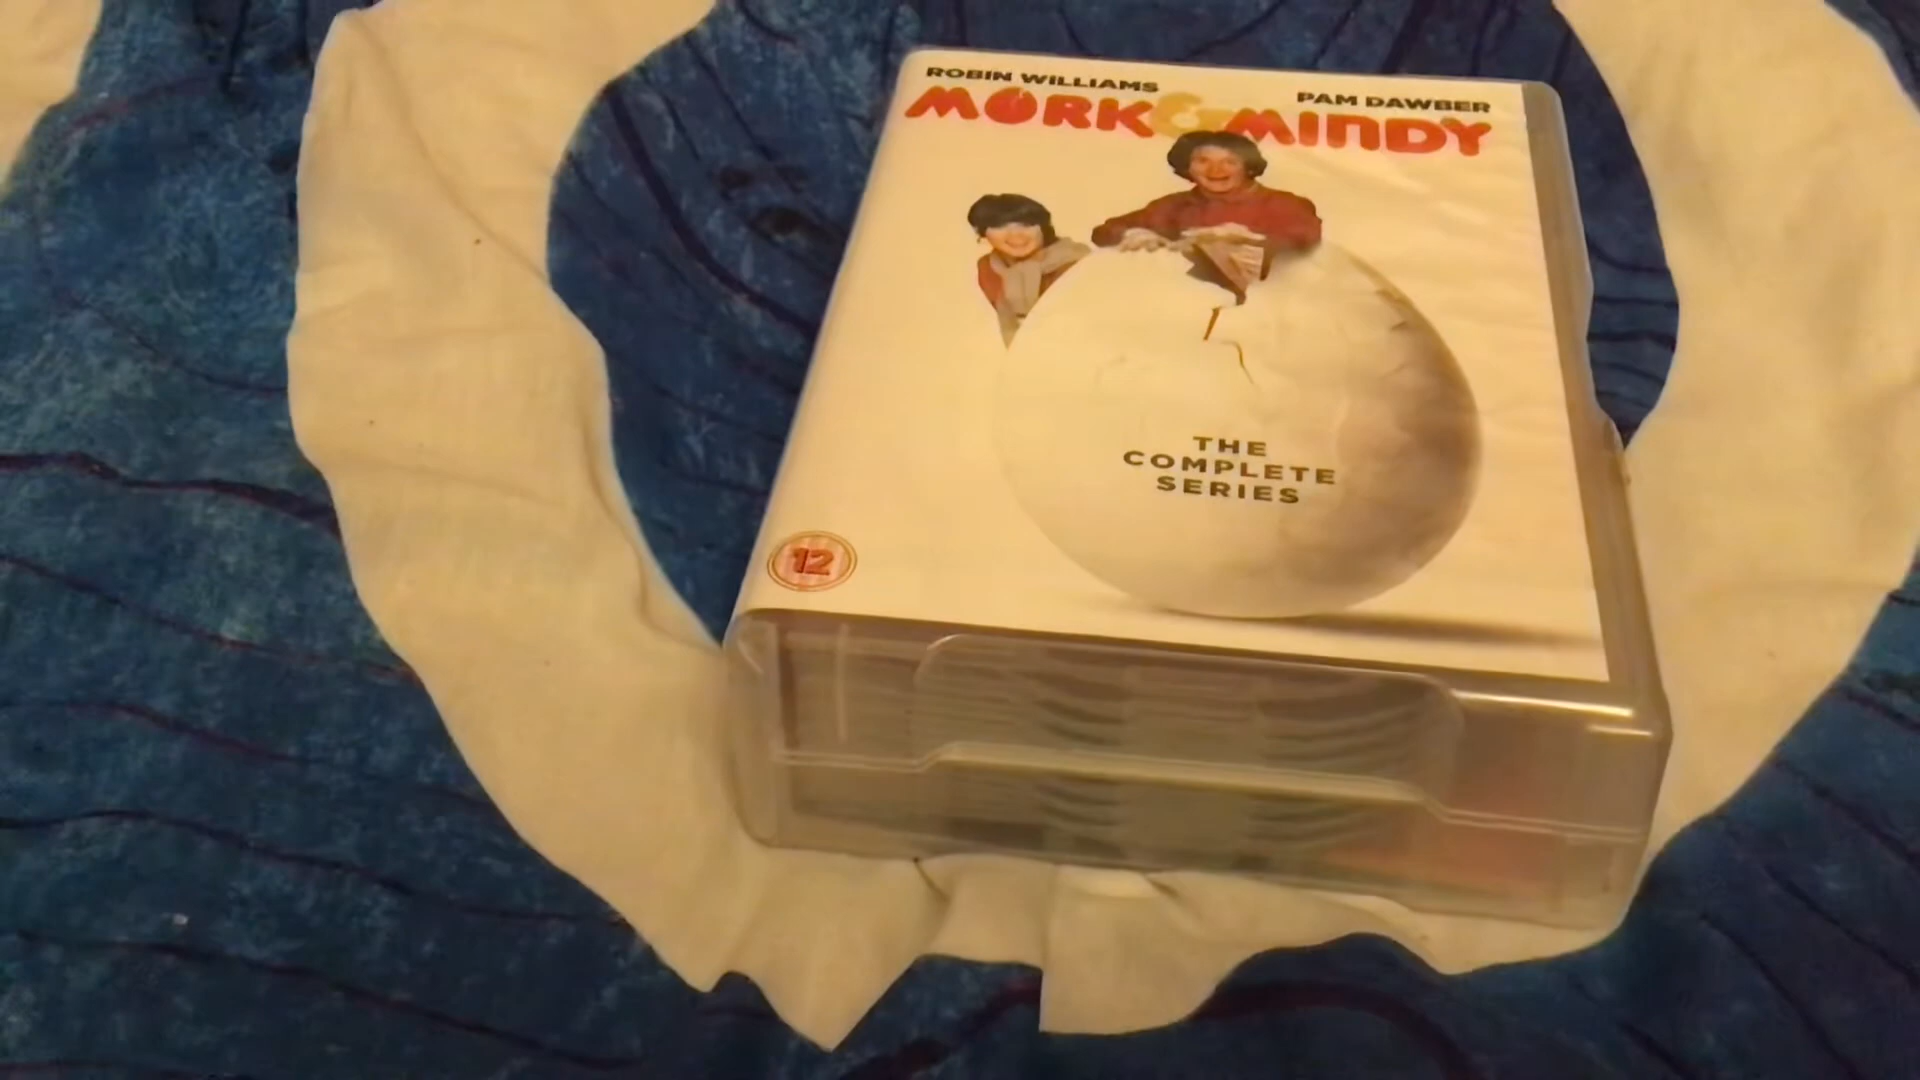 ROBIN WILLIAMS
PAM DAWBER
MORK & MINDY
THE
COMPLETE
SERIES
12